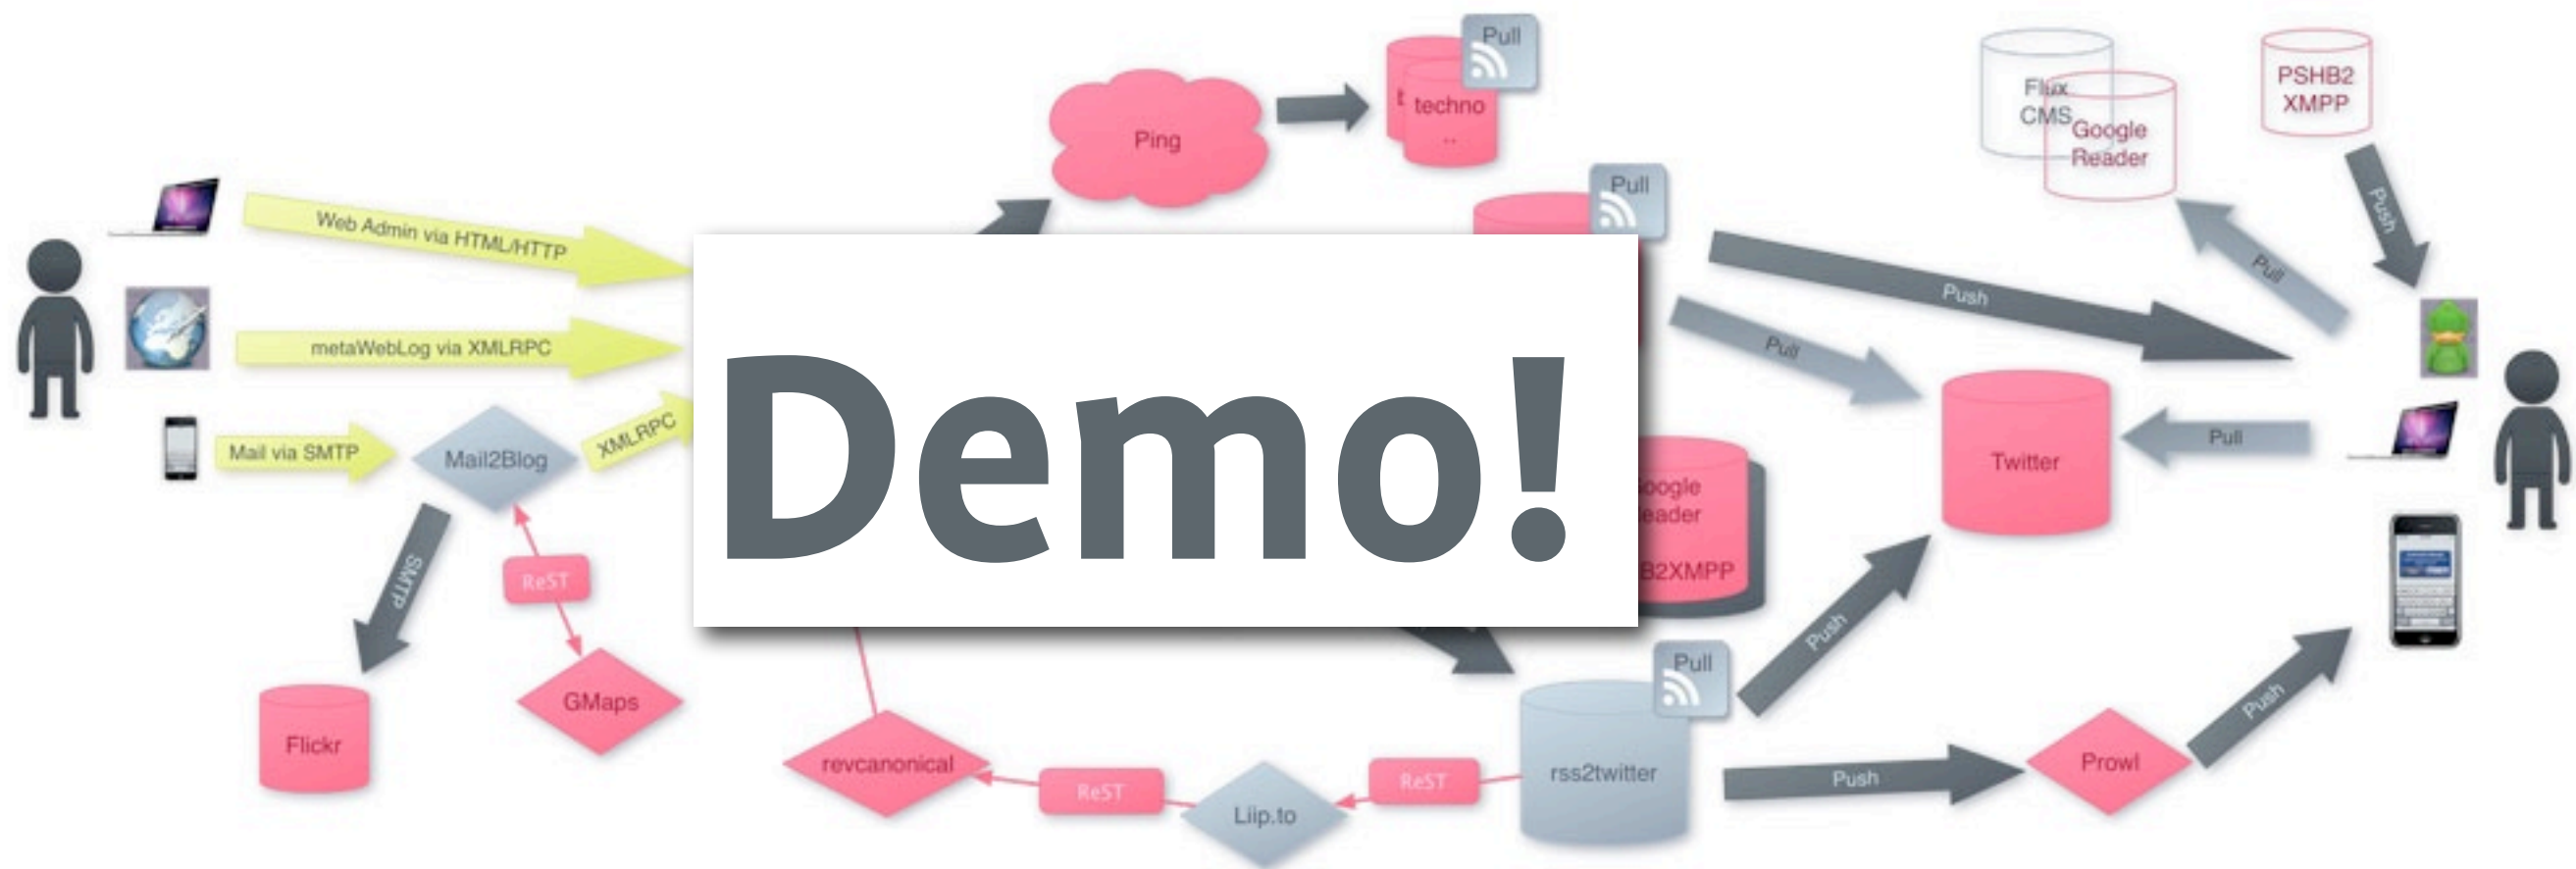 Pull
techno
..
Ping
Flux
CMS
Google
Reader
PSHB2
XMPP
Pull
Push
Web Admin via HTML/HTTP
Pull
Push
metaWebLog via XMLRPC
Pull
Mail via SMTP
Mail2Blog
XMLRPC
Demo!
Twitter
Pull
B2XMPP
SMTP
ReST
GMaps
Flickr
Push
Pull
revcanonical
ReST
Liip.to
ReST
rss2twitter
Push
Prowl
Push